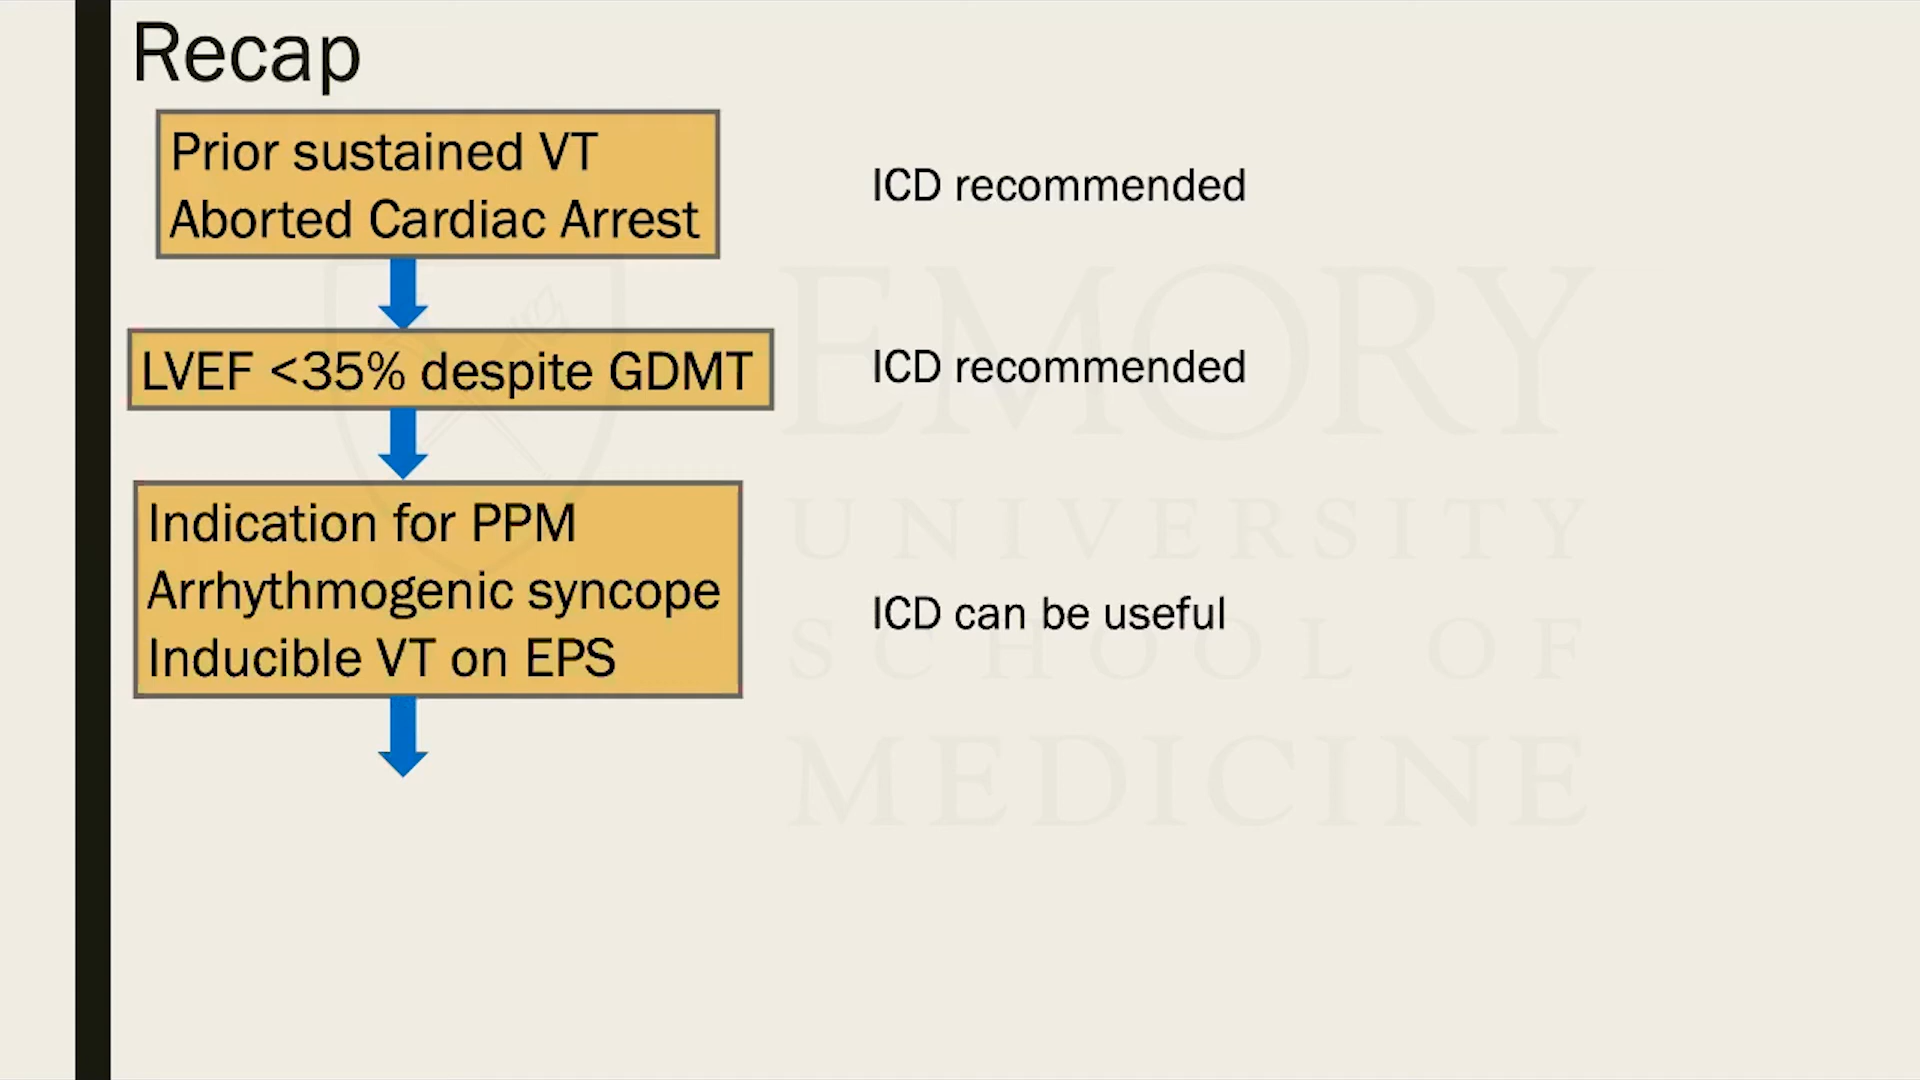 Recap
Prior sustained VT
Aborted Cardiac Arrest
ICD recommended
LVEF <35% despite GDMT
ICD recommended
Indication for PPM
Arrhythmogenic syncope
Inducible VT on EPS
ICD can be useful
EMORY
UNIVERSITY
SCHOOL OF
MEDICINE